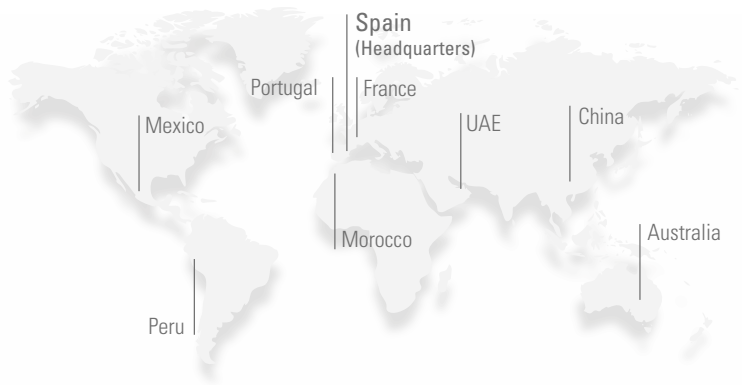 Spain
(Headquarters)
Portugal
France
Mexico
UAE
China
Morocco
Australia
Peru